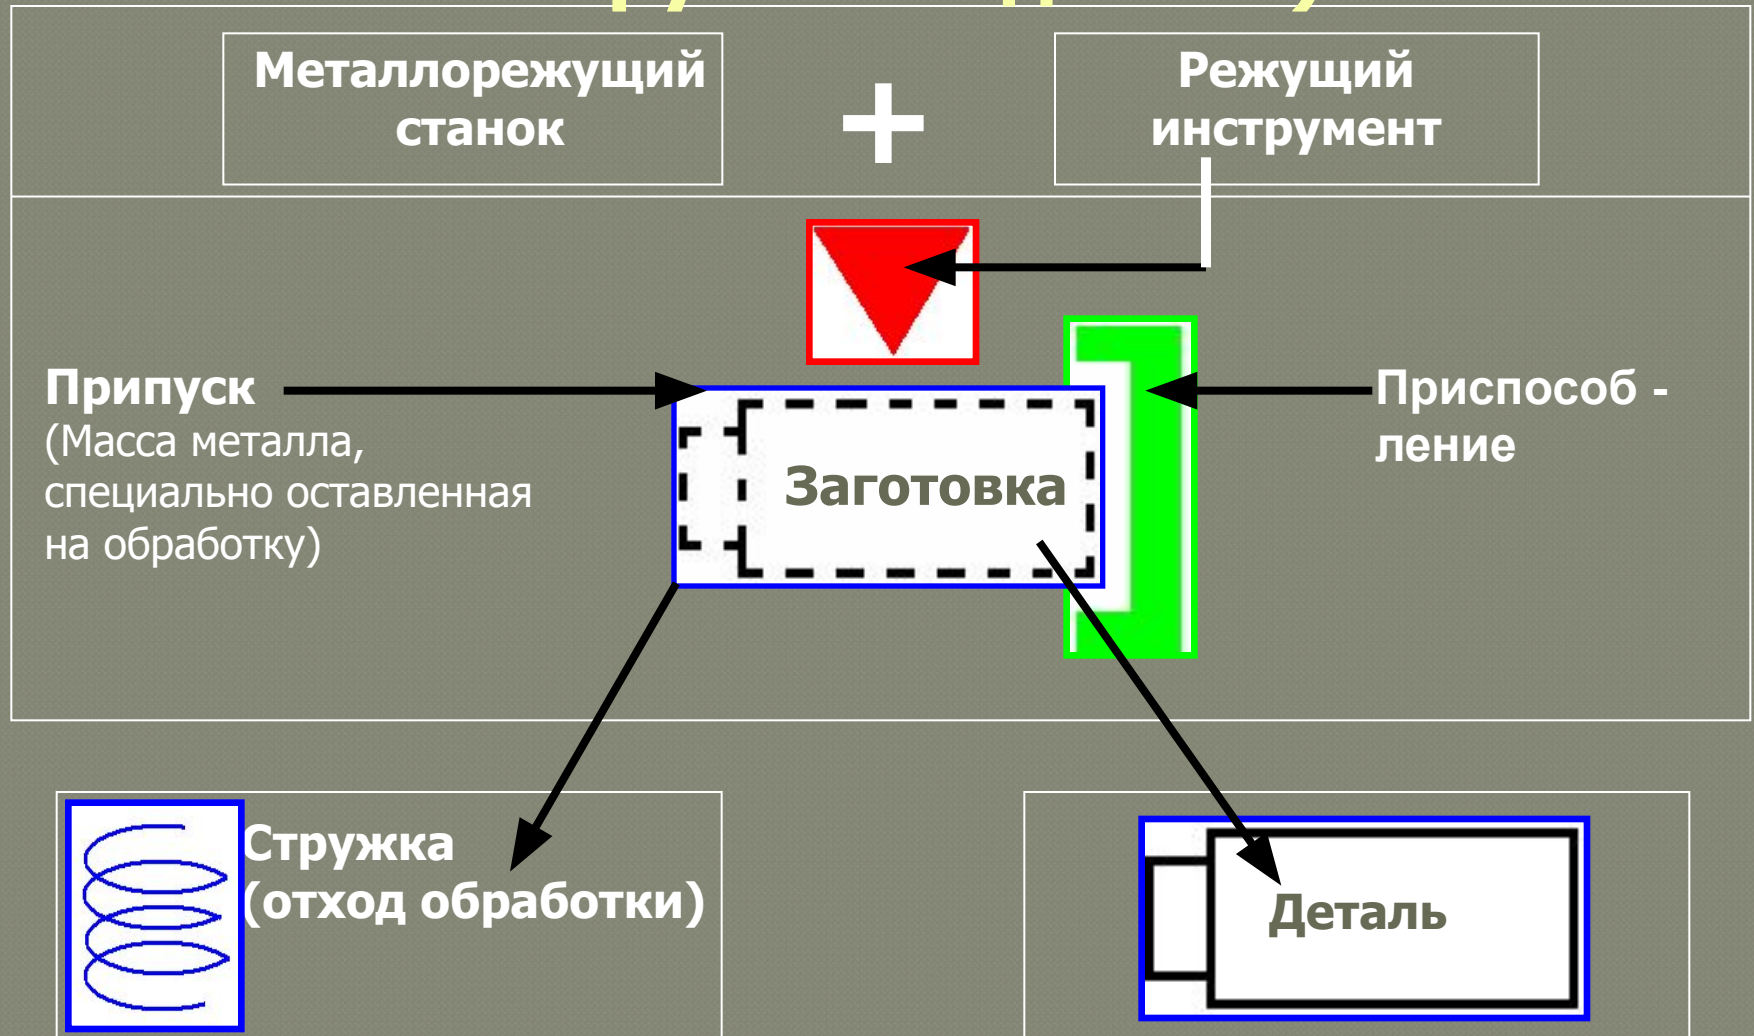 Металлорежущий
станок
+
Режущий
инструмент
Припуск
(Масса металла,
специально оставленная
на обработку)
Заготовка
Приспособ -
ление
Стружка
(отход обработки)
Деталь